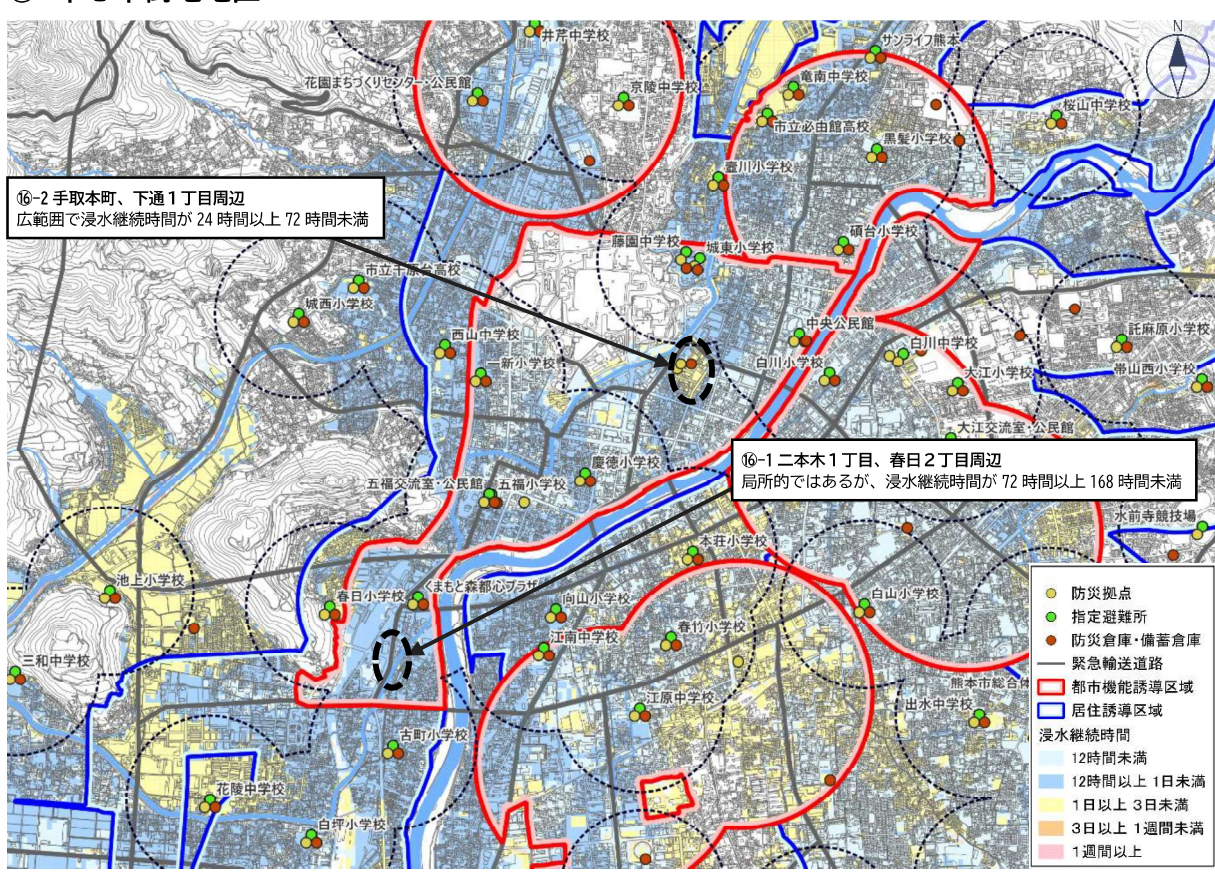 井芹中学校
サンライフ熊本
N
花園まちづくりセンター・公民館
京陵中学校
竜南中学校
桜山中学校
市立必由館高校
黒髪小学校
壺川小学校
⑯-2 手取本町、下通1丁目周辺
広範囲で浸水継続時間が 24 時間以上 72 時間未満
碩台小学校
藤園中学校
城東小学校
市立千原台高校
城西小学校
中央公民館
託麻原小学校
西山中学校
新小学校
白川小学校
白川中学校
大江小学校
帯山西小学校
大江交流室・公民館
⑯-1 二本木1丁目、春日2丁目周辺
局所的ではあるが、浸水継続時間が 72 時間以上 168 時間未満
慶徳小学校
五福交流室・公民館
五福小学校
水前寺競技場
本荘小学校
池上小学校
春日小学校
くまもと森都心プラザ
向山小学校
白山小学校
江南中学校
春竹小学校
三和中学校
江原中学校
熊本市総合体
出水中学校
古町小学校
花陵中学校
白坪小学校
防災拠点
指定避難所
防災倉庫・備蓄倉庫
緊急輸送道路
都市機能誘導区域
居住誘導区域
浸水継続時間
12時間未満
12時間以上 1日未満
1日以上 3日未満
3日以上 1週間未満
1週間以上